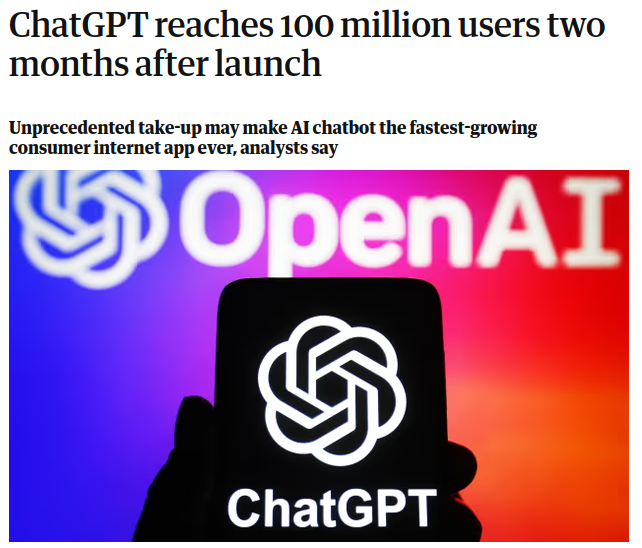 ChatGPT reaches 100 million users two
months after launch
Unprecedented take-up may make AI chatbot the fastest-growing
consumer internet app ever, analysts say
OpenAI
ChatGPT